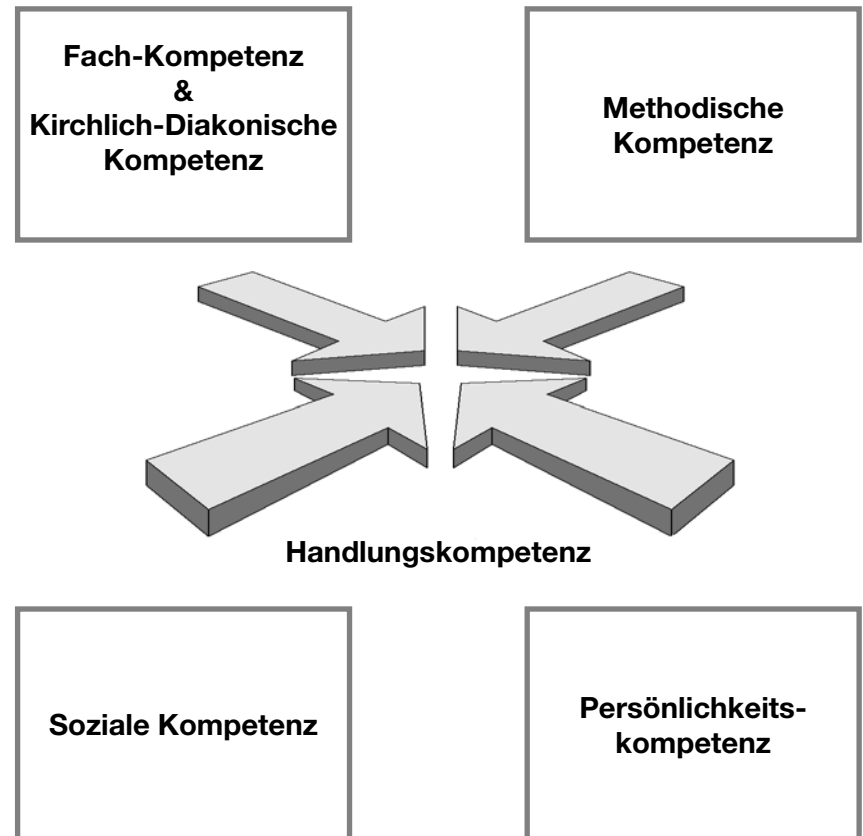 Fach-Kompetenz
&
Kirchlich-Diakonische
Kompetenz
Methodische
Kompetenz
Handlungskompetenz
Soziale Kompetenz
Persönlichkeits-
kompetenz